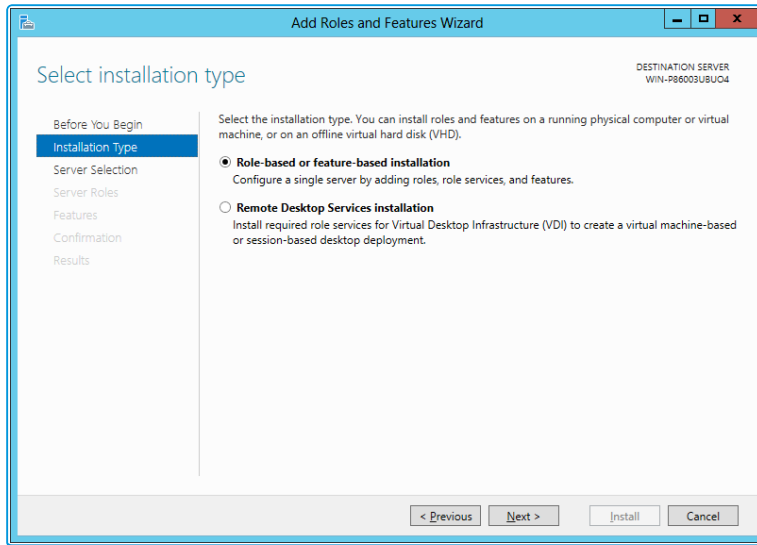 Add Roles and Features Wizard
Select installation type
DESTINATION SERVER
WIN-P86003UBUO4
Before You Begin
Installation Type
Server Selection
Server Roles
Features
Confirmation
Results
Select the installation type. You can install roles and features on a running physical computer or virtual
machine, or on an offline virtual hard disk (VHD).
Role-based or feature-based installation
Configure a single server by adding roles, role services, and features.
Remote Desktop Services installation
Install required role services for Virtual Desktop Infrastructure (VDI) to create a virtual machine-based
or session-based desktop deployment.
< Previous
Next >
Install
Cancel